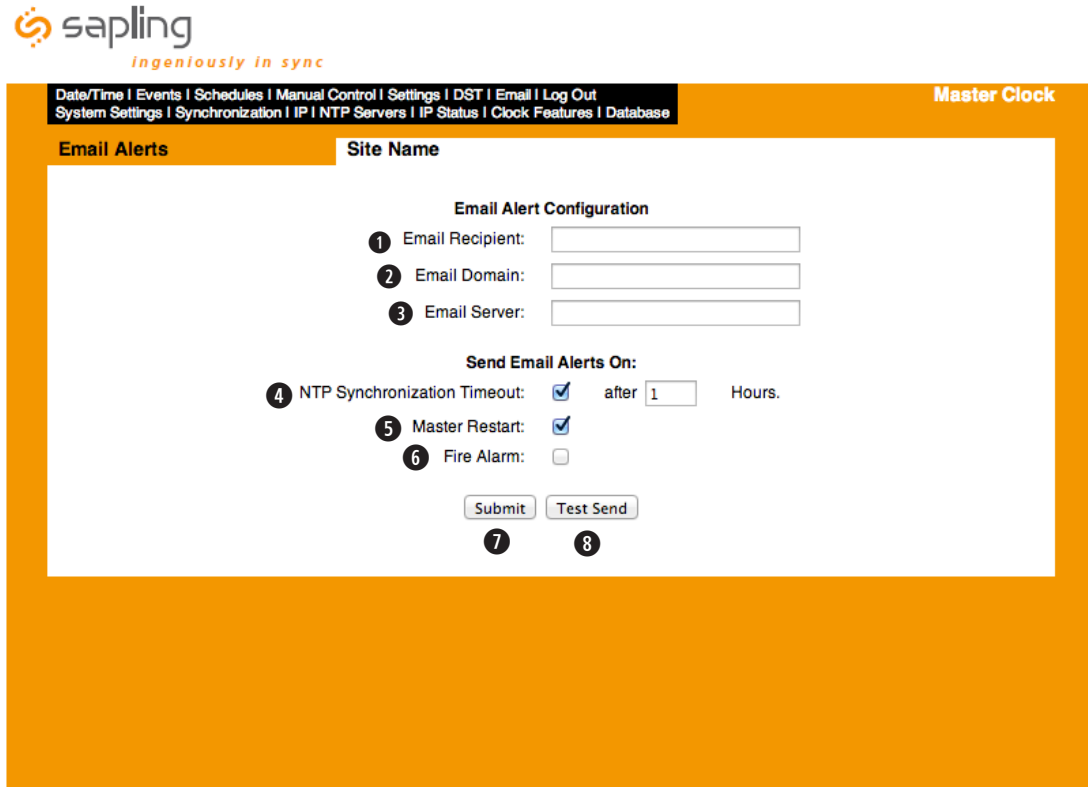 sapling
ingeniously in sync
Date/Time | Events | Schedules | Manual Control | Settings | DST | Email | Log Out
Master Clock
System Settings | Synchronization | IP | NTP Servers | IP Status | Clock Features | Database
Email Alerts
Site Name
Email Alert Configuration
1 Email Recipient:
2 Email Domain:
3 Email Server:
Send Email Alerts On:
4 NTP Synchronization Timeout: after 1 Hours.
5 Master Restart:
6 Fire Alarm:
Submit Test Send
7 8